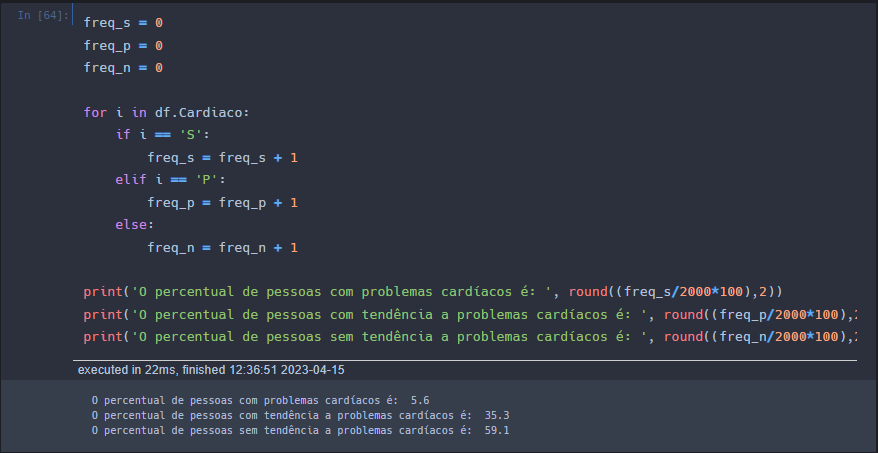 In [64]:
freq_s = 0
freq_p = 0
freq_n = 0
for i in df.Cardiaco:
    if i == 'S':
        freq_s = freq_s + 1
    elif i == 'P':
        freq_p = freq_p + 1
    else:
        freq_n = freq_n + 1
print('O percentual de pessoas com problemas cardíacos é: ', round((freq_s/2000*100),2))
print('O percentual de pessoas com tendência a problemas cardíacos é: ', round((freq_p/2000*100),
print('O percentual de pessoas sem tendência a problemas cardíacos é: ', round((freq_n/2000*100),
executed in 22ms, finished 12:36:51 2023-04-15
O percentual de pessoas com problemas cardíacos é:  5.6
O percentual de pessoas com tendência a problemas cardíacos é:  35.3
O percentual de pessoas sem tendência a problemas cardíacos é:  59.1